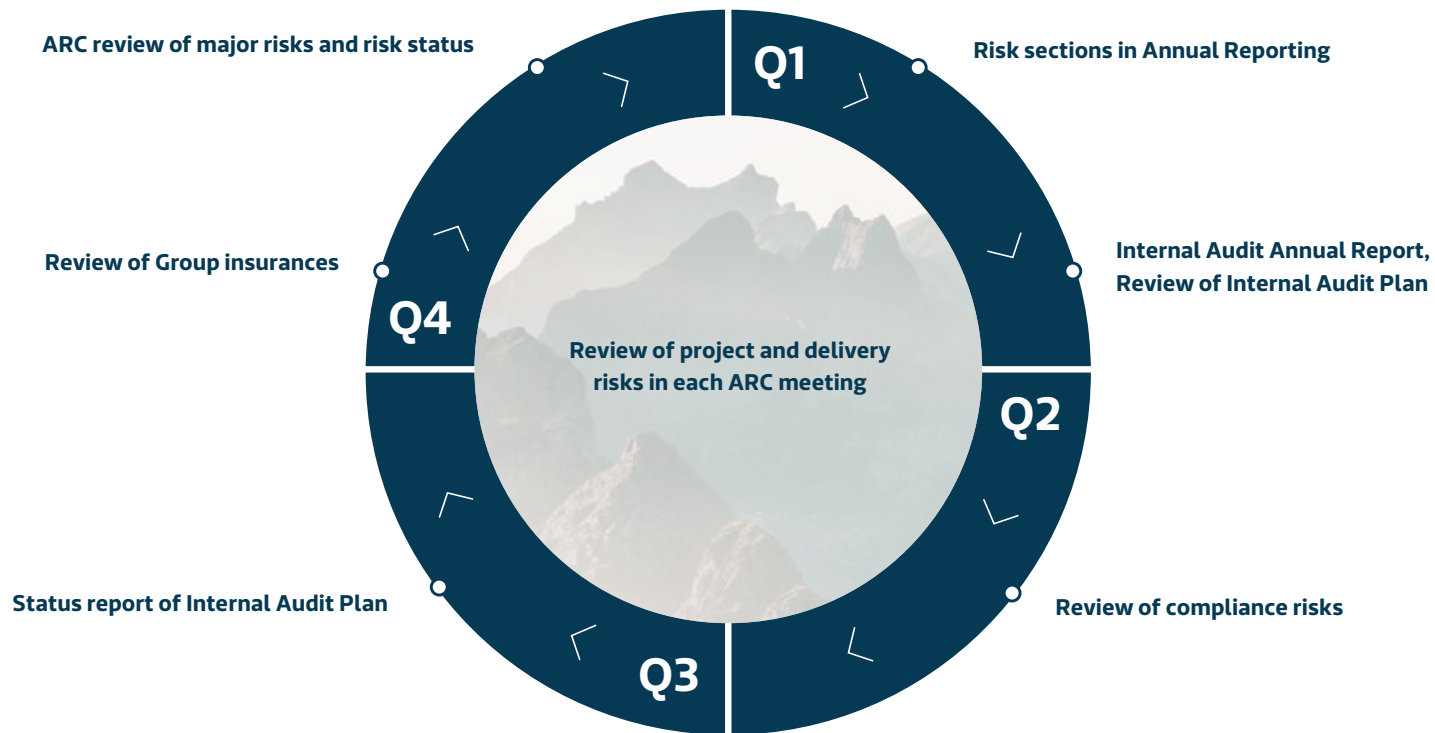 Q1
Risk sections in Annual Reporting
Internal Audit Annual Report,
Review of Internal Audit Plan
Q2
Review of compliance risks
Q3
Status report of Internal Audit Plan
Q4
Review of Group insurances
ARC review of major risks and risk status
Review of project and delivery
risks in each ARC meeting